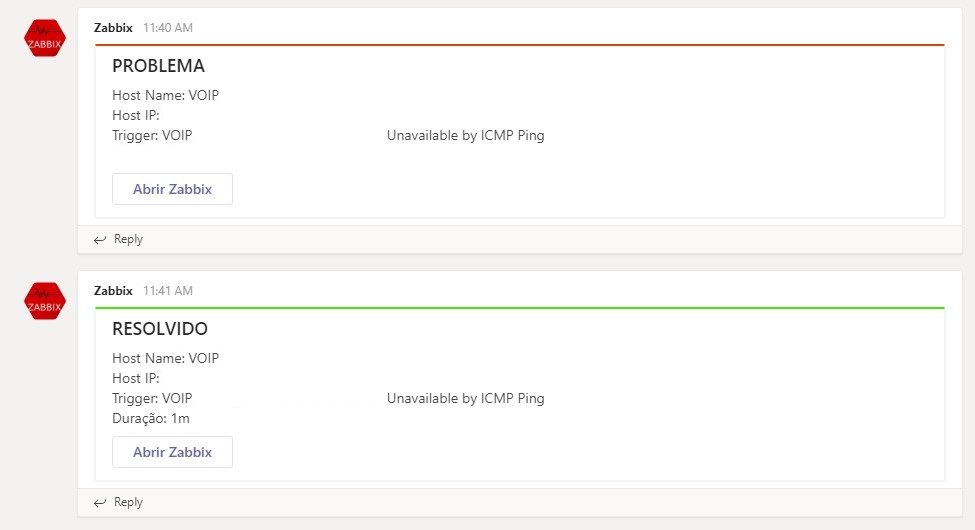 ZABBIX
Zabbix 11:40 AM
PROBLEMA
Host Name: VOIP
Host IP:
Trigger: VOIP Unavailable by ICMP Ping
Abrir Zabbix
Reply
ZABBIX
Zabbix 11:41 AM
RESOLVIDO
Host Name: VOIP
Host IP:
Trigger: VOIP Unavailable by ICMP Ping
Duração: 1m
Abrir Zabbix
Reply